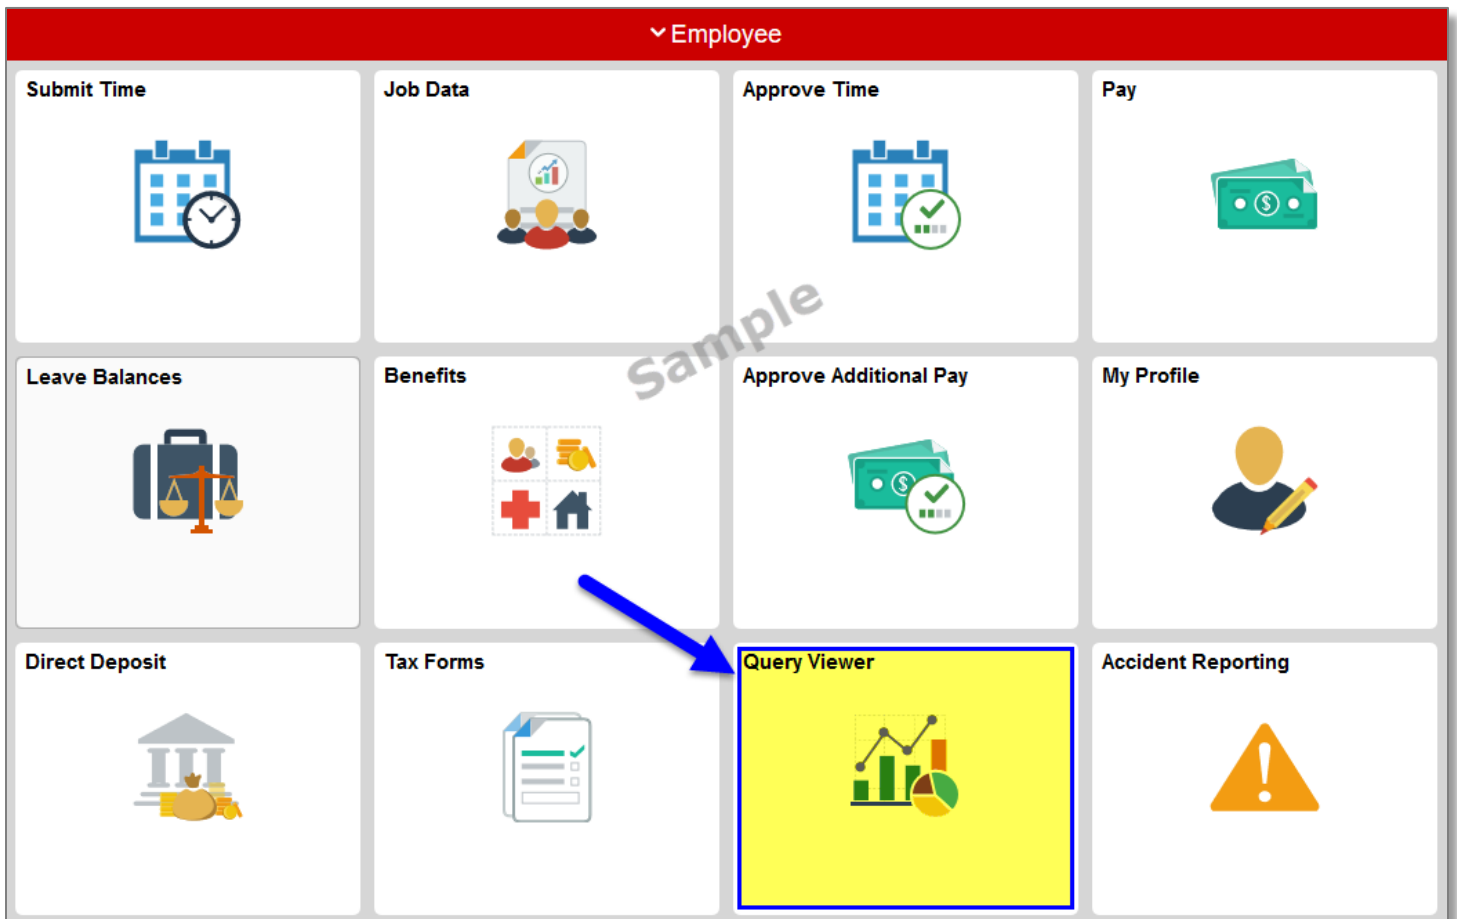 Employee
Submit Time
Job Data
Approve Time
Pay
Sample
Leave Balances
Benefits
Approve Additional Pay
My Profile
Direct Deposit
Tax Forms
Query Viewer
Accident Reporting